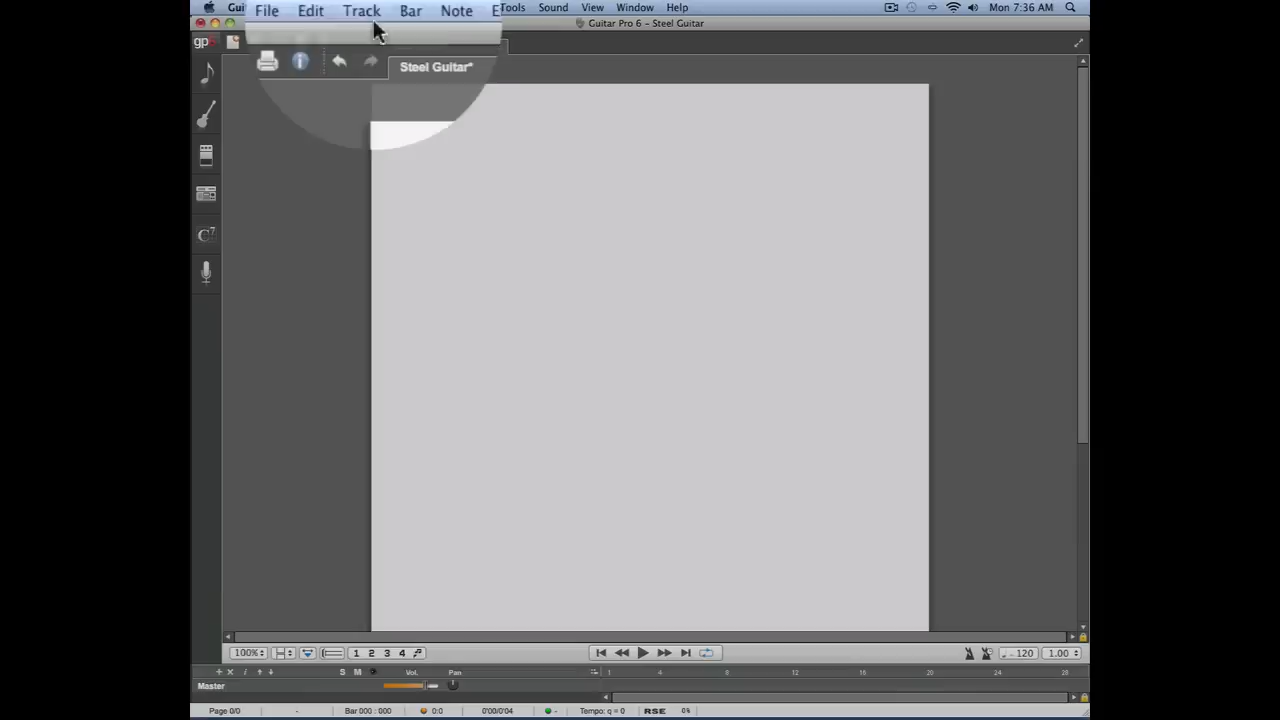 File Edit Track Bar Note E Tools Sound View Window Help Mon 7:36 AM
Guitar Pro 6 - Steel Guitar
gp
Steel Guitar*
C7
100% 1 2 3 4 120 1.00
S M Vol. Pan 1 4 8 12 16 20 24 28
Master
Page 0/0 - Bar 000 : 000 0:0 0'00/0'04 - Tempo: q = 0 RSE 0%